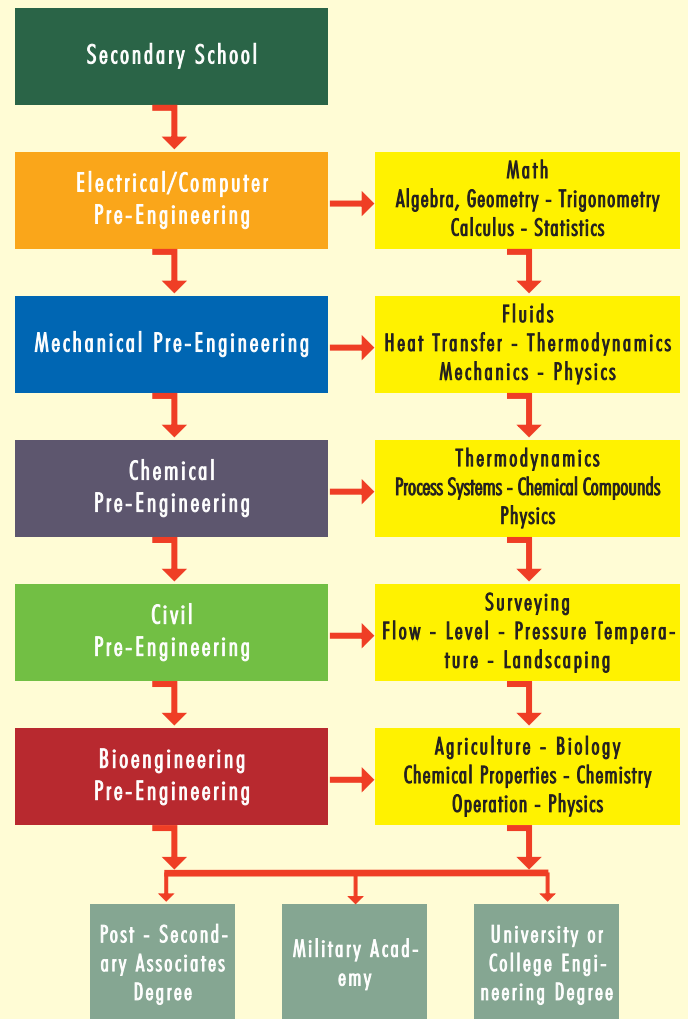 Secondary School
Electrical/Computer
Pre-Engineering
Math
Algebra, Geometry - Trigonometry
Calculus - Statistics
Mechanical Pre-Engineering
Fluids
Heat Transfer - Thermodynamics
Mechanics - Physics
Chemical
Pre-Engineering
Thermodynamics
Process Systems - Chemical Compounds
Physics
Civil
Pre-Engineering
Surveying
Flow - Level - Pressure Tempera-
ture - Landscaping
Bioengineering
Pre-Engineering
Agriculture - Biology
Chemical Properties - Chemistry
Operation - Physics
Post - Second-
ary Associates
Degree
Military Acad-
emy
University or
College Engi-
neering Degree